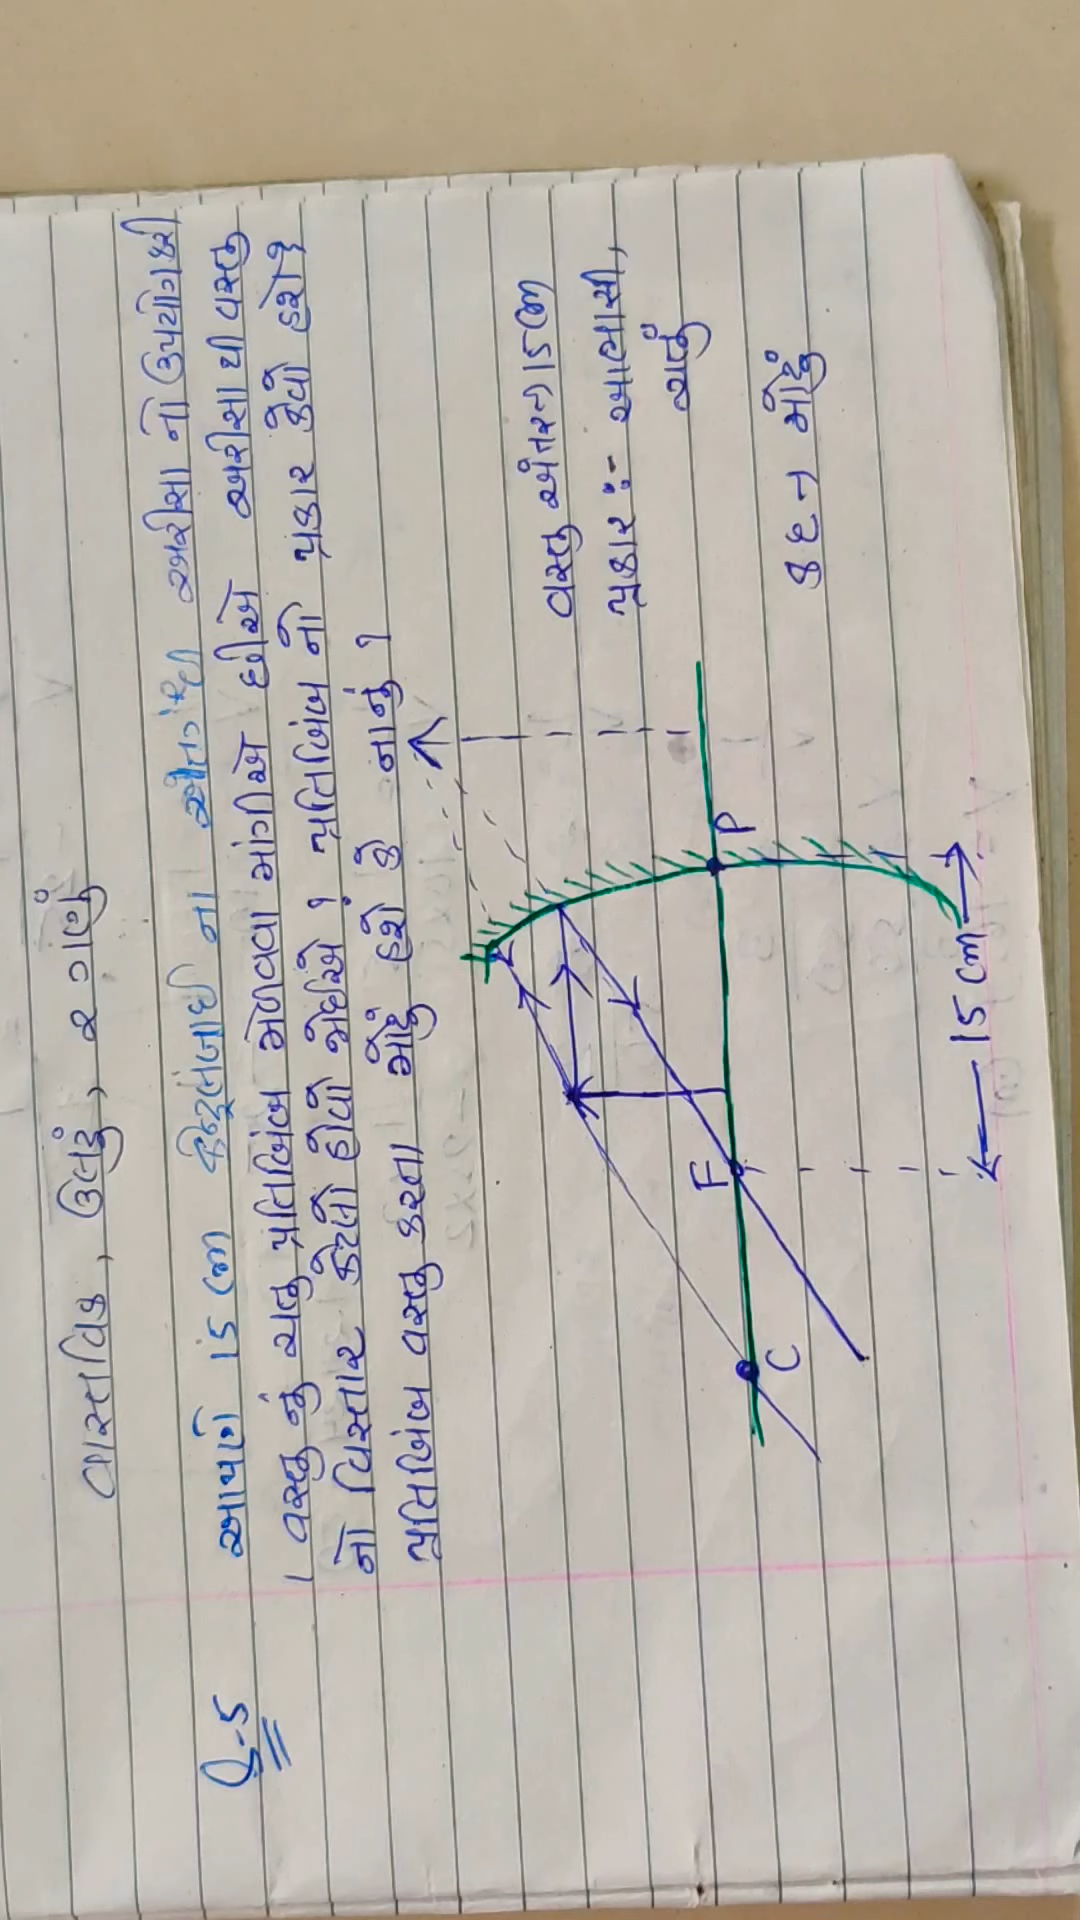 વાસ્તવિક, ઉલટું, ર ગણું
Q-5 આપણે 15 cm કેન્દ્રલંબાઈ ના અંતર્ગોળ અરીસા નો ઉપયોગ કરી
વસ્તુ નું ચતુ પ્રતિબિંબ મેળવવા માંગીએ છીએ અરીસા થી વસ્તુ
નો વિસ્તાર કેટલો હોવો જોઈએ ? પ્રતિબિંબ નો પ્રકાર કેવો હશે ?
પ્રતિબિંબ વસ્તુ કરતા મોટું હશે કે નાનું ?
વસ્તુ અંતર < 15 cm
પ્રકાર :- આભાસી,
ચતું
કદ → મોટું
C
F
P
15 cm